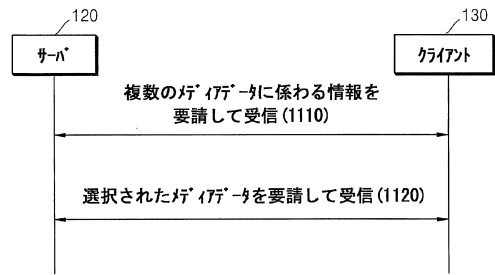 120
130
ｻｰﾊﾞ
ｸﾗｲｱﾝﾄ
複数のﾒﾃﾞｨｱﾃﾞｰﾀに係わる情報を
要請して受信(1110)
選択されたﾒﾃﾞｨｱﾃﾞｰﾀを要請して受信(1120)